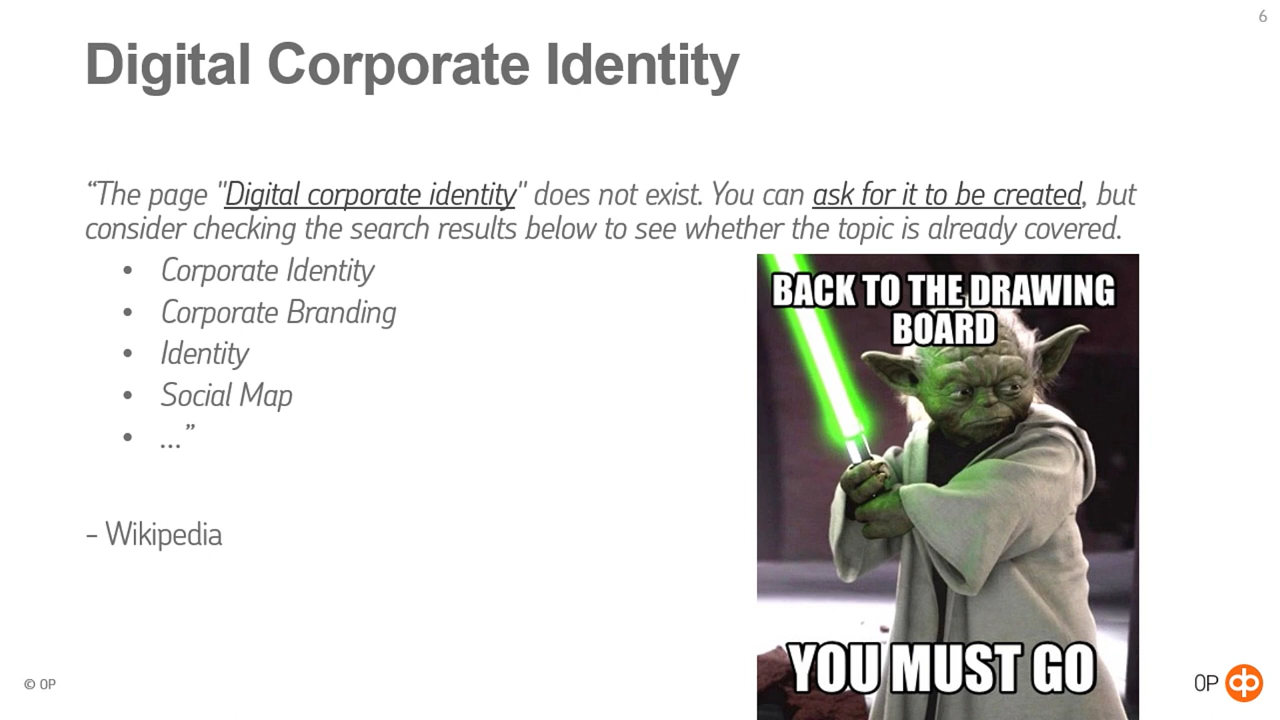 6
Digital Corporate Identity
“The page "Digital corporate identity" does not exist. You can ask for it to be created, but
consider checking the search results below to see whether the topic is already covered.
• Corporate Identity
• Corporate Branding
• Identity
• Social Map
• …”
– Wikipedia
BACK TO THE DRAWING
BOARD
YOU MUST GO
© OP
OP